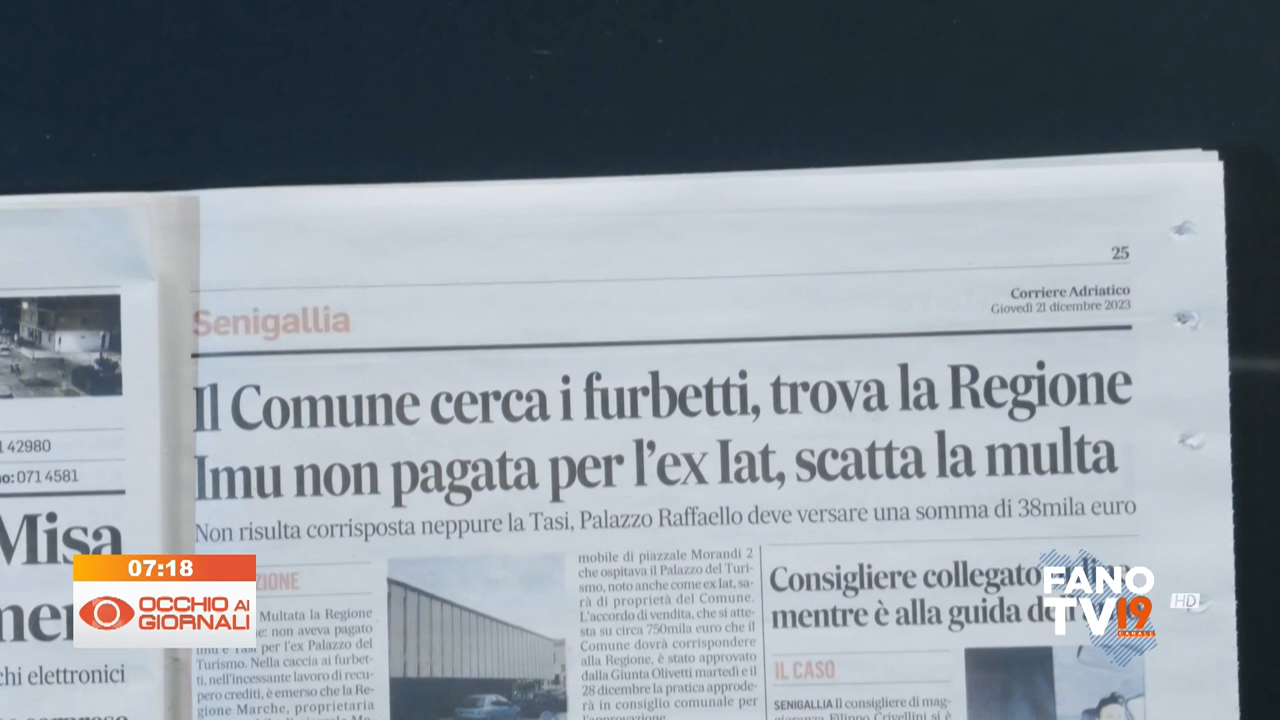 25
Corriere Adriatico
Giovedì 21 dicembre 2023
Senigallia
Il Comune cerca i furbetti, trova la Regione
Imu non pagata per l'ex Iat, scatta la multa
Non risulta corrisposta neppure la Tasi, Palazzo Raffaello deve versare una somma di 38mila euro
42980
071 4581
Misa
elettronici
ZIONE
Multata la Regione
non aveva pagato
per l'ex Palazzo del
Turismo. Nella caccia ai furbet-
ti, nell'incessante lavoro di recu-
pero crediti, è emerso che la Re-
gione Marche, proprietaria
mobile di piazzale Morandi 2
che ospitava il Palazzo del Turi-
smo, noto anche come ex Iat, sa-
rà di proprietà del Comune.
L'accordo di vendita, che si atte-
sta su circa 750mila euro che il
Comune dovrà corrispondere
alla Regione, è stato approvato
dalla Giunta Olivetti martedì e il
28 dicembre la pratica approde-
rà in consiglio comunale per
l'approvazione.
Consigliere collegato
mentre è alla guida
IL CASO
SENIGALLIA Il consigliere di mag-
gioranza Filippo Crivellini si è
07:18
OCCHIO AI
GIORNALI
FANO
TV19
CANALE
HD